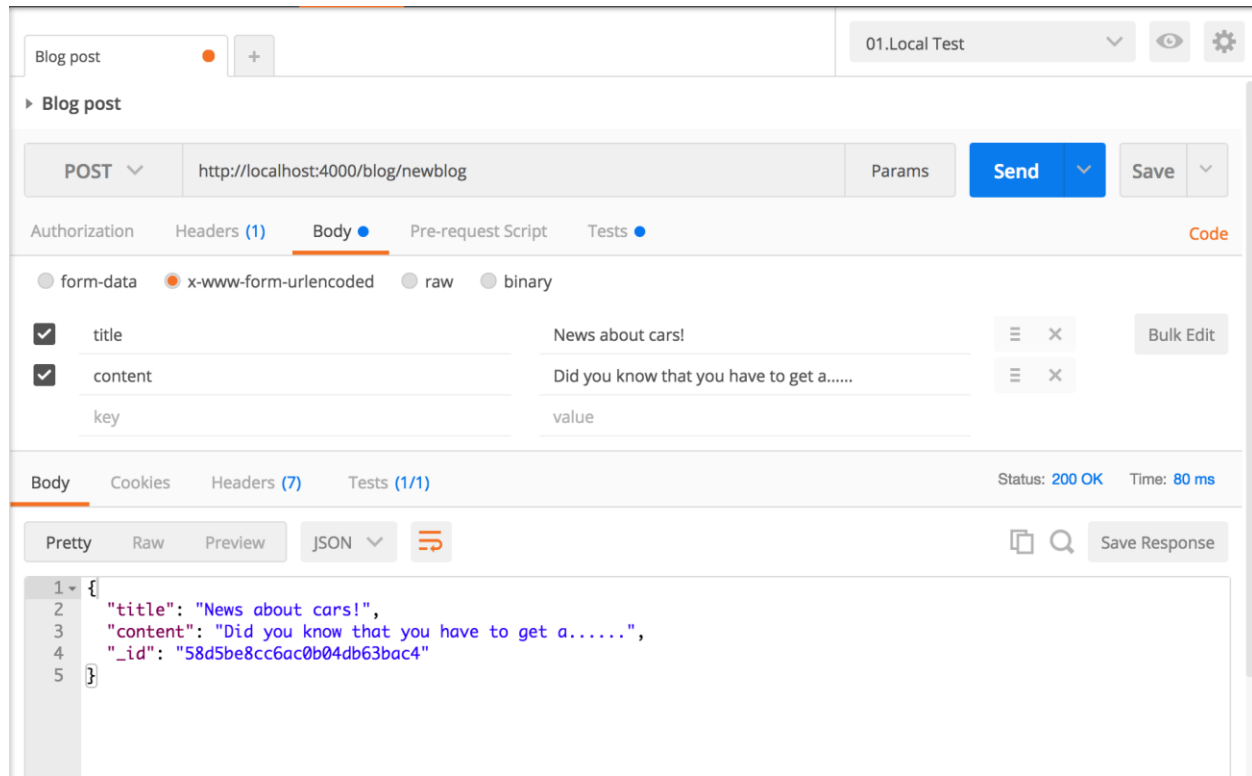 Blog post + 01.Local Test
Blog post
POST http://localhost:4000/blog/newblog Params Send Save
Authorization Headers (1) Body Pre-request Script Tests Code
form-data x-www-form-urlencoded raw binary
title News about cars! Bulk Edit
content Did you know that you have to get a......
key value
Body Cookies Headers (7) Tests (1/1) Status: 200 OK Time: 80 ms
Pretty Raw Preview JSON Save Response
1 {
2 "title": "News about cars!",
3 "content": "Did you know that you have to get a......",
4 "_id": "58d5be8cc6ac0b04db63bac4"
5 }